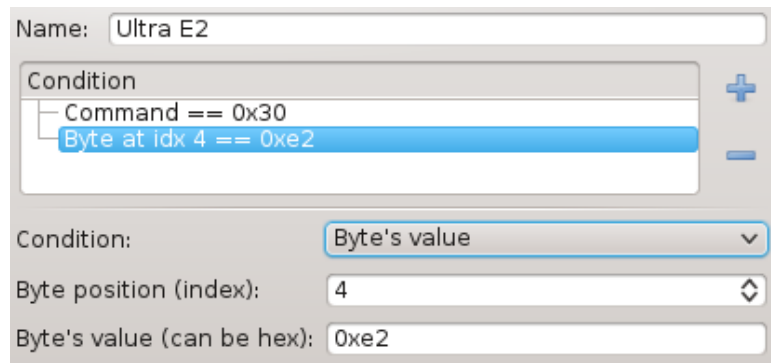 Name: Ultra E2
Condition
Command == 0x30
Byte at idx 4 == 0xe2
Condition: Byte's value
Byte position (index): 4
Byte's value (can be hex): 0xe2